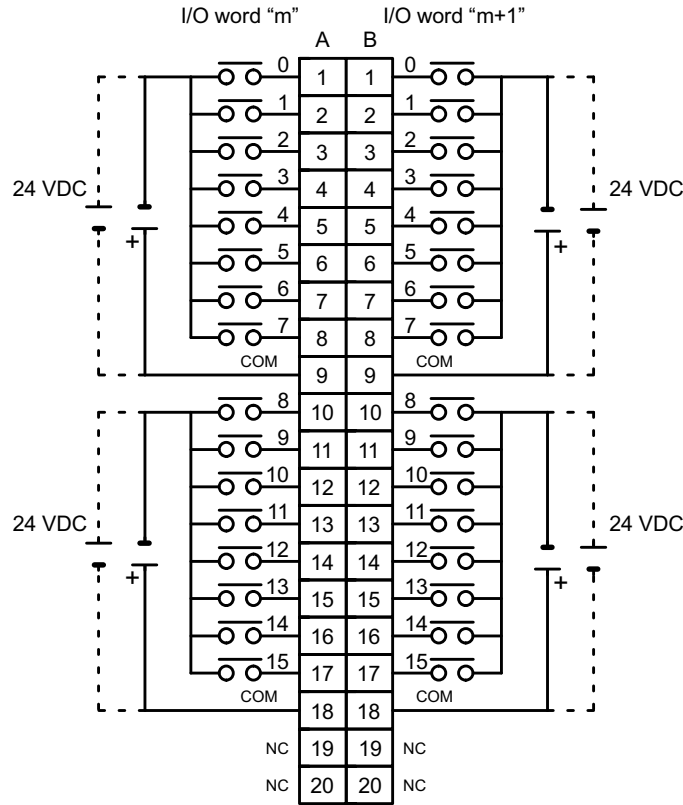 I/O word “m” I/O word “m+1”
A B
0 1 1 0
1 2 2 1
2 3 3 2
3 4 4 3
24 VDC 24 VDC
4 5 5 4
+ +
5 6 6 5
6 7 7 6
7 8 8 7
COM 9 9 COM
8 10 10 8
9 11 11 9
10 12 12 10
11 13 13 11
24 VDC 24 VDC
12 14 14 12
+ +
13 15 15 13
14 16 16 14
15 17 17 15
COM 18 18 COM
NC 19 19 NC
NC 20 20 NC